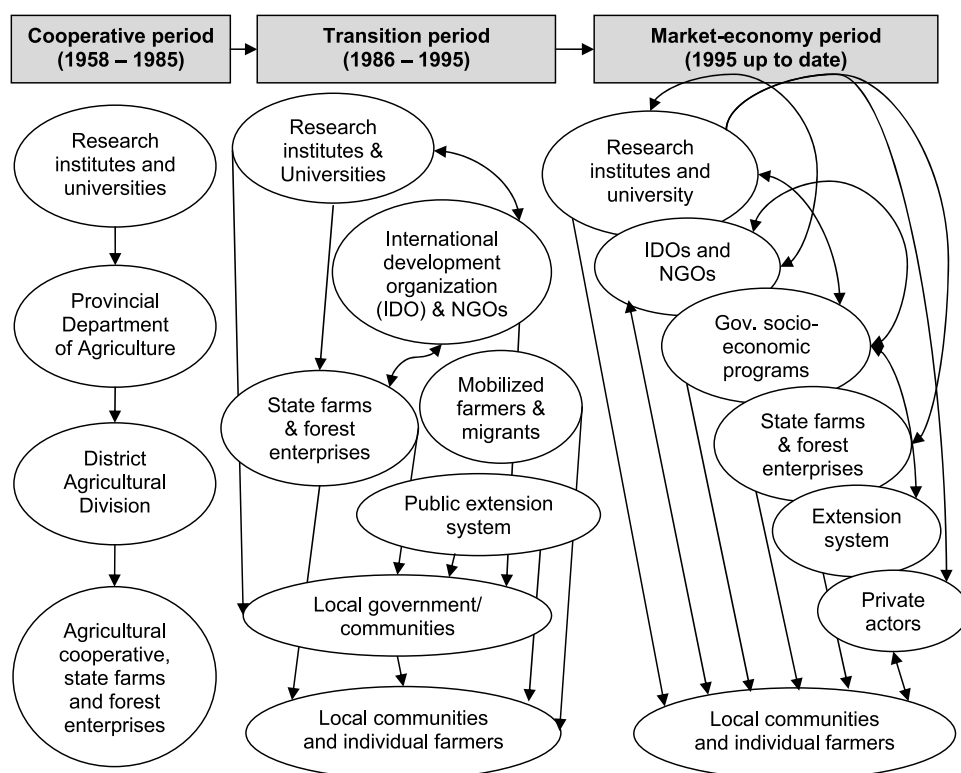 Cooperative period
(1958 – 1985)
Transition period
(1986 – 1995)
Market-economy period
(1995 up to date)
Research
institutes and
universities
Provincial
Department
of Agriculture
District
Agricultural
Division
Agricultural
cooperative,
state farms
and forest
enterprises
Research
institutes &
Universities
International
development
organization
(IDO) & NGOs
State farms
& forest
enterprises
Mobilized
farmers &
migrants
Public extension
system
Local government/
communities
Local communities
and individual farmers
Research
institutes and
university
IDOs and
NGOs
Gov. socio-
economic
programs
State farms
& forest
enterprises
Extension
system
Private
actors
Local communities
and individual farmers